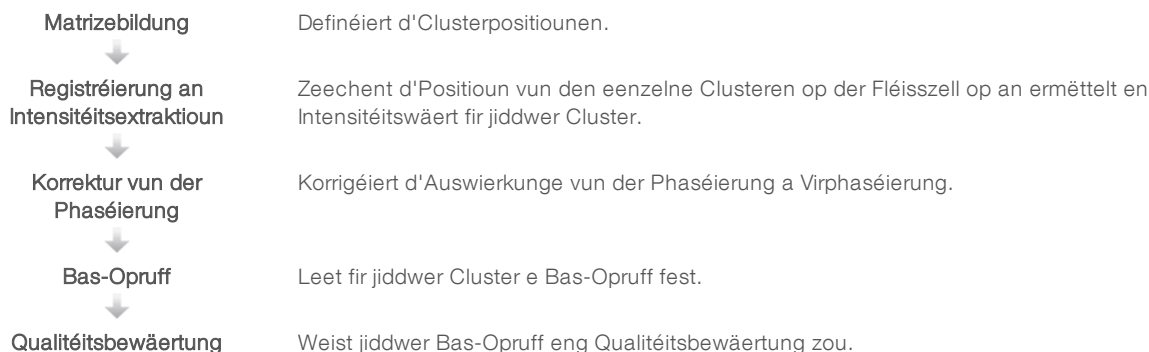 Matrizebildung Definéiert d'Clusterpositiounen.
Registréierung an Zeechent d'Positioun vun den eenzelne Clusteren op der Fléisszell op an ermëttelt en
Intensitéitsextraktioun Intensitéitswäert fir jiddwer Cluster.
Korrektur vun der Korrigéiert d'Auswierkunge vun der Phaséierung a Virphaséierung.
Phaséierung
Bas-Opruff Leet fir jiddwer Cluster e Bas-Opruff fest.
Qualitéitsbewäertung Weist jiddwer Bas-Opruff eng Qualitéitsbewäertung zou.